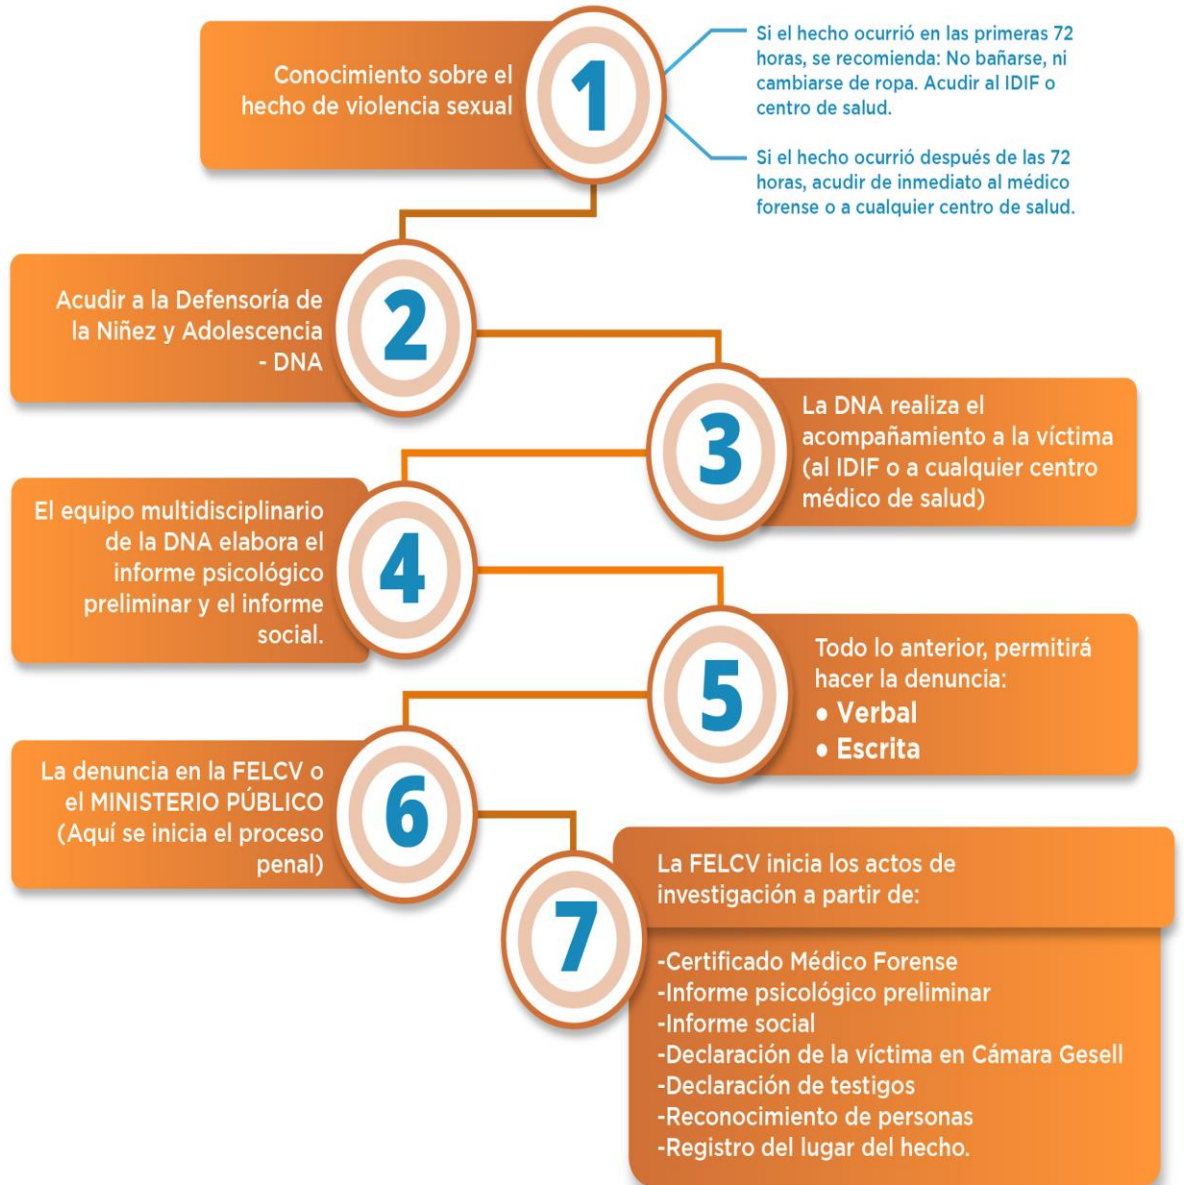 Conocimiento sobre el
hecho de violencia sexual
1
Si el hecho ocurrió en las primeras 72
horas, se recomienda: No bañarse, ni
cambiarse de ropa. Acudir al IDIF o
centro de salud.
Si el hecho ocurrió después de las 72
horas, acudir de inmediato al médico
forense o a cualquier centro de salud.
Acudir a la Defensoría de
la Niñez y Adolescencia
- DNA
2
3
La DNA realiza el
acompañamiento a la víctima
(al IDIF o a cualquier centro
médico de salud)
El equipo multidisciplinario
de la DNA elabora el
informe psicológico
preliminar y el informe
social.
4
5
Todo lo anterior, permitirá
hacer la denuncia:
● Verbal
● Escrita
La denuncia en la FELCV o
el MINISTERIO PÚBLICO
(Aquí se inicia el proceso
penal)
6
7
La FELCV inicia los actos de
investigación a partir de:
-Certificado Médico Forense
-Informe psicológico preliminar
-Informe social
-Declaración de la víctima en Cámara Gesell
-Declaración de testigos
-Reconocimiento de personas
-Registro del lugar del hecho.